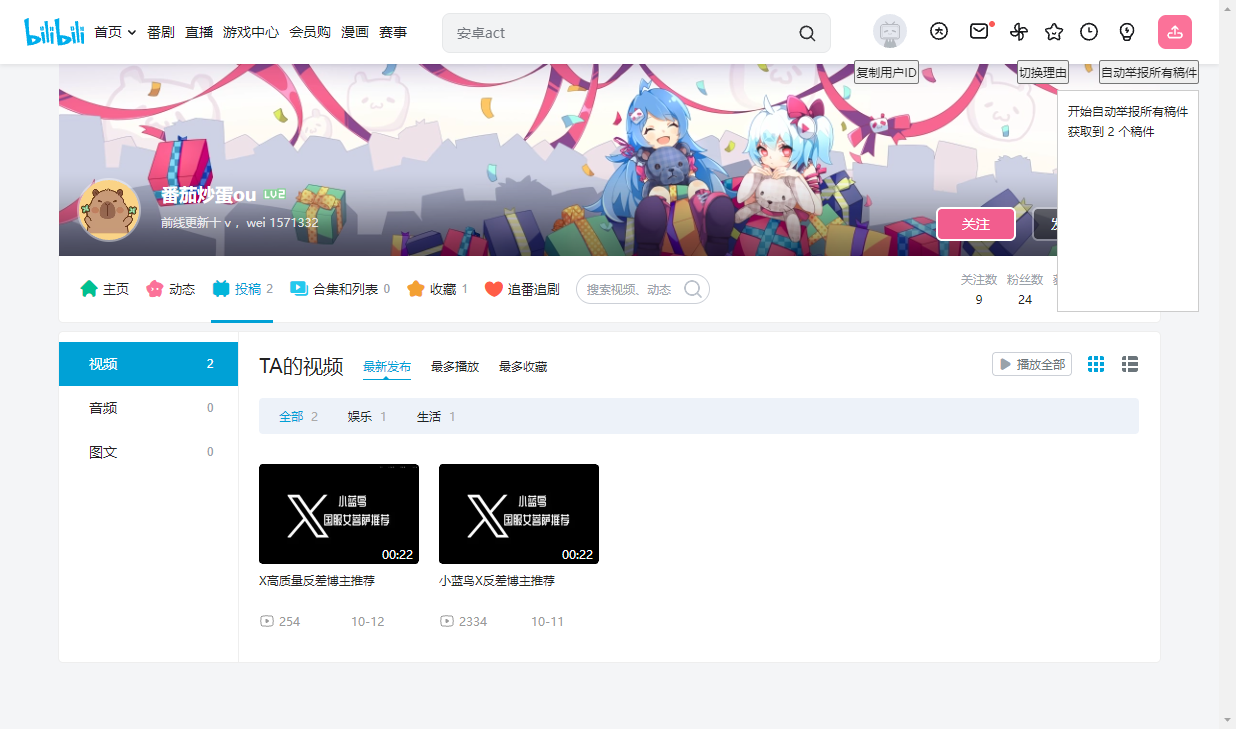 bilibili 首页 番剧 直播 游戏中心 会员购 漫画 赛事 安卓act
复制用户ID 切换理由 自动举报所有稿件
开始自动举报所有稿件
获取到 2 个稿件
番茄炒蛋ou LV2
前线更新十 v ，wei 1571332
关注 发
主页 动态 投稿 2 合集和列表 0 收藏 1 追番追剧 搜索视频、动态
关注数 粉丝数
9 24
视频 2
音频 0
图文 0
TA的视频 最新发布 最多播放 最多收藏 播放全部
全部 2 娱乐 1 生活 1
小蓝鸟
国服女菩萨推荐
00:22
小蓝鸟
国服女菩萨推荐
00:22
X高质量反差博主推荐 小蓝鸟X反差博主推荐
254 10-12 2334 10-11